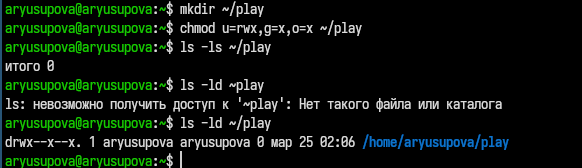 aryusupova@aryusupova:~$ mkdir ~/play
aryusupova@aryusupova:~$ chmod u=rwx,g=x,o=x ~/play
aryusupova@aryusupova:~$ ls -ls ~/play
итого 0
aryusupova@aryusupova:~$ ls -ld ~play
ls: невозможно получить доступ к '~play': Нет такого файла или каталога
aryusupova@aryusupova:~$ ls -ld ~/play
drwx--x--x. 1 aryusupova aryusupova 0 мар 25 02:06 /home/aryusupova/play
aryusupova@aryusupova:~$